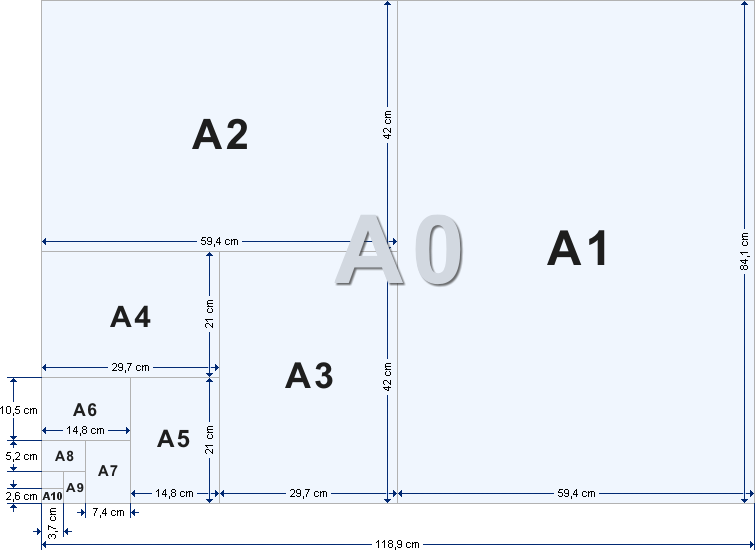 A2
42 cm
59,4 cm
A0
A1
84,1 cm
A4
21 cm
29,7 cm
A3
42 cm
29,7 cm
59,4 cm
10,5 cm
A6
14,8 cm
A5
21 cm
14,8 cm
5,2 cm
A8
A7
A9
2,6 cm
A10
3,7 cm
7,4 cm
118,9 cm